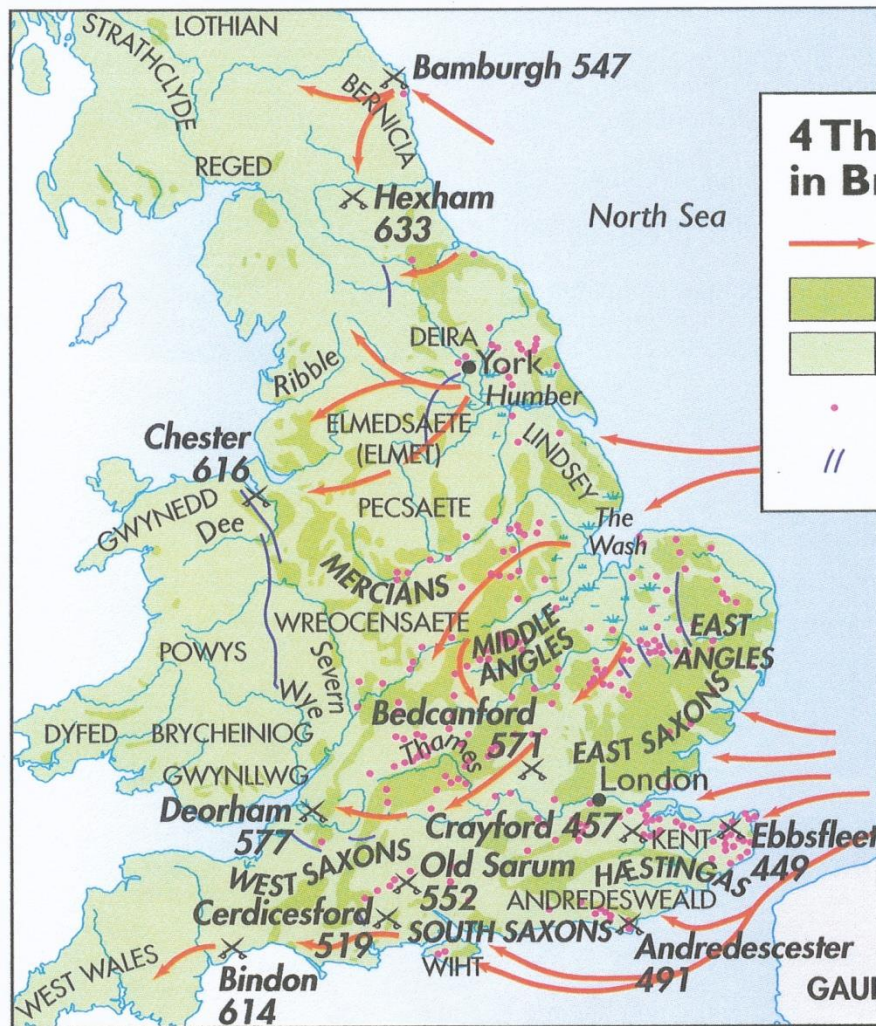 LOTHIAN
STRATHCLYDE
Bamburgh 547
BERNICIA
REGED
Hexham
633
North Sea
4 Th
in Br
DEIRA
York
Ribble
Humber
ELMEDSAETE
(ELMET)
LINDSEY
Chester
616
GWYNEDD
Dee
PECSAETE
The
Wash
MERCIANS
WREOCENSAETE
MIDDLE
ANGLES
EAST
ANGLES
POWYS
Severn
Wye
Bedcanford
571
DYFED
BRYCHEINIOG
Thames
EAST SAXONS
GWYNLLWG
London
Deorham
577
Crayford 457
KENT
Ebbsfleet
449
WEST SAXONS
Old Sarum
552
HÆSTINGAS
ANDREDESWEALD
Cerdicesford
519
SOUTH SAXONS
Andredescester
491
WEST WALES
Bindon
614
WIHT
GAUL